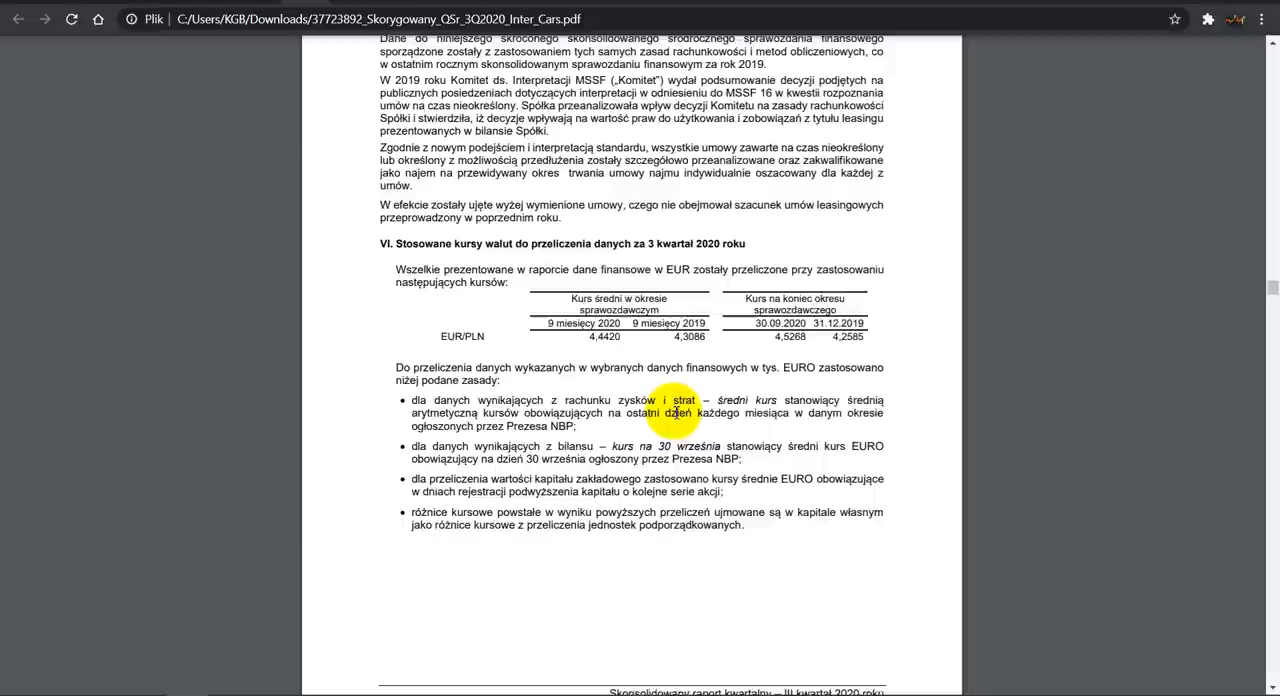 Plik | C:/Users/KGB/Downloads/37723892_Skorygowany_QSr_3Q2020_Inter_Cars.pdf
Dane do niniejszego skróconego skonsolidowanego śródrocznego sprawozdania finansowego
sporządzone zostały z zastosowaniem tych samych zasad rachunkowości i metod obliczeniowych, co
w ostatnim rocznym skonsolidowanym sprawozdaniu finansowym za rok 2019.
W 2019 roku Komitet ds. Interpretacji MSSF („Komitet”) wydał podsumowanie decyzji podjętych na
publicznych posiedzeniach dotyczących interpretacji w odniesieniu do MSSF 16 w kwestii rozpoznania
umów na czas nieokreślony. Spółka przeanalizowała wpływ decyzji Komitetu na zasady rachunkowości
Spółki i stwierdziła, iż decyzje wpływają na wartość praw do użytkowania i zobowiązań z tytułu leasingu
prezentowanych w bilansie Spółki.
Zgodnie z nowym podejściem i interpretacją standardu, wszystkie umowy zawarte na czas nieokreślony
lub określony z możliwością przedłużenia zostały szczegółowo przeanalizowane oraz zakwalifikowane
jako najem na przewidywany okres trwania umowy najmu indywidualnie oszacowany dla każdej z
umów.
W efekcie zostały ujęte wyżej wymienione umowy, czego nie obejmował szacunek umów leasingowych
przeprowadzony w poprzednim roku.
VI. Stosowane kursy walut do przeliczenia danych za 3 kwartał 2020 roku
Wszelkie prezentowane w raporcie dane finansowe w EUR zostały przeliczone przy zastosowaniu
następujących kursów:
Kurs średni w okresie Kurs na koniec okresu
sprawozdawczym sprawozdawczego
9 miesięcy 2020 9 miesięcy 2019 30.09.2020 31.12.2019
EUR/PLN 4,4420 4,3086 4,5268 4,2585
Do przeliczenia danych wykazanych w wybranych danych finansowych w tys. EURO zastosowano
niżej podane zasady:
• dla danych wynikających z rachunku zysków i strat – średni kurs stanowiący średnią
arytmetyczną kursów obowiązujących na ostatni dzień każdego miesiąca w danym okresie
ogłoszonych przez Prezesa NBP;
• dla danych wynikających z bilansu – kurs na 30 września stanowiący średni kurs EURO
obowiązujący na dzień 30 września ogłoszony przez Prezesa NBP;
• dla przeliczenia wartości kapitału zakładowego zastosowano kursy średnie EURO obowiązujące
w dniach rejestracji podwyższenia kapitału o kolejne serie akcji;
• różnice kursowe powstałe w wyniku powyższych przeliczeń ujmowane są w kapitale własnym
jako różnice kursowe z przeliczenia jednostek podporządkowanych.
Skonsolidowany raport kwartalny – III kwartał 2020 roku